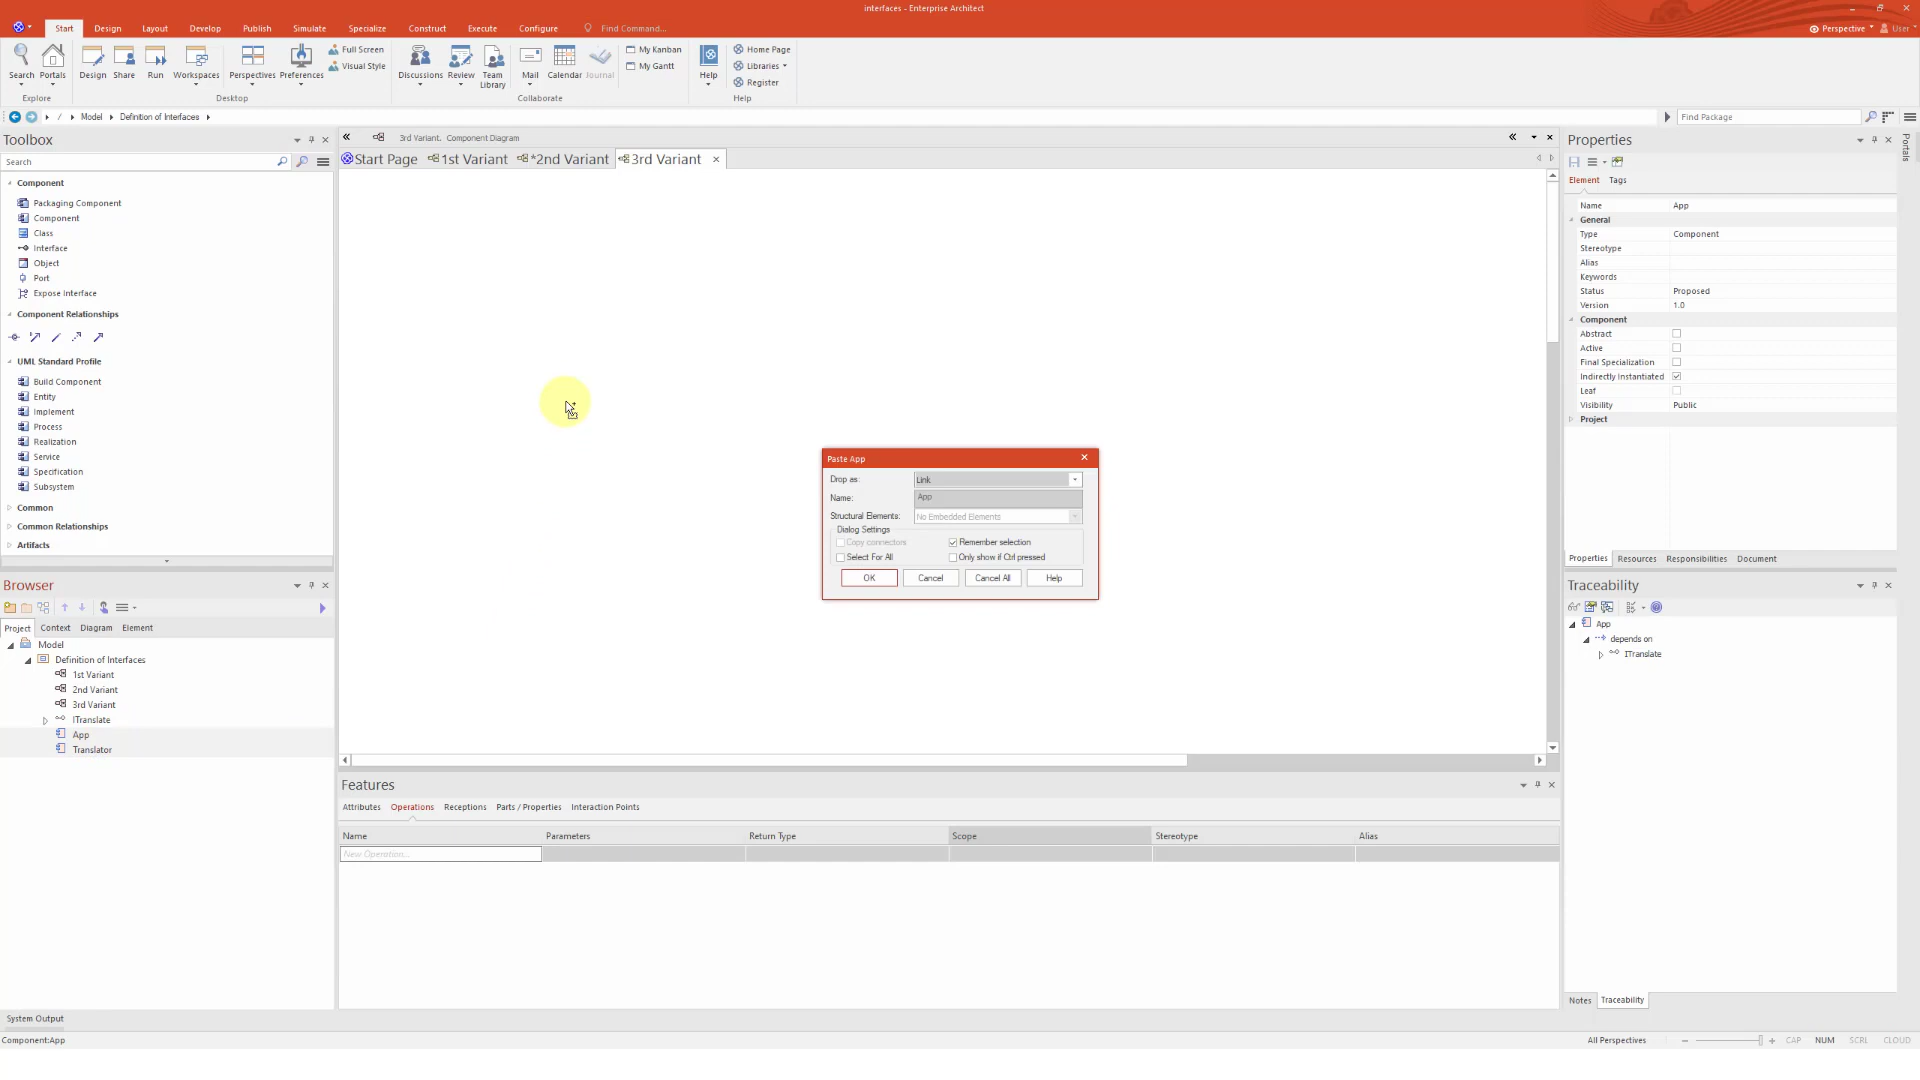 interfaces - Enterprise Architect
Start Design Layout Develop Publish Simulate Specialize Construct Execute Configure Find Command... Perspective User
Search Portals Design Share Run Workspaces Perspectives Preferences Full Screen Visual Style Discussions Review Team Library Mail Calendar Journal My Kanban My Gantt Help Home Page Libraries Register
Explore Desktop Collaborate Help
/ Model Definition of Interfaces Find Package
Toolbox
Search
Component
Packaging Component
Component
Class
Interface
Object
Port
Expose Interface
Component Relationships
UML Standard Profile
Build Component
Entity
Implement
Process
Realization
Service
Specification
Subsystem
Common
Common Relationships
Artifacts
Browser
Project Context Diagram Element
Model
Definition of Interfaces
1st Variant
2nd Variant
3rd Variant
ITranslate
App
Translator
System Output
Component:App
3rd Variant. Component Diagram
Start Page 1st Variant *2nd Variant 3rd Variant
Paste App
Drop as: Link
Name: App
Structural Elements: No Embedded Elements
Dialog Settings
Copy connectors Remember selection
Select For All Only show if Ctrl pressed
OK Cancel Cancel All Help
Features
Attributes Operations Receptions Parts / Properties Interaction Points
Name Parameters Return Type Scope Stereotype Alias
New Operation...
Properties
Element Tags
Name App
General
Type Component
Stereotype
Alias
Keywords
Status Proposed
Version 1.0
Component
Abstract
Active
Final Specialization
Indirectly Instantiated
Leaf
Visibility Public
Project
Properties Resources Responsibilities Document
Traceability
App
depends on
ITranslate
Notes Traceability
All Perspectives CAP NUM SCRL CLOUD
Portals